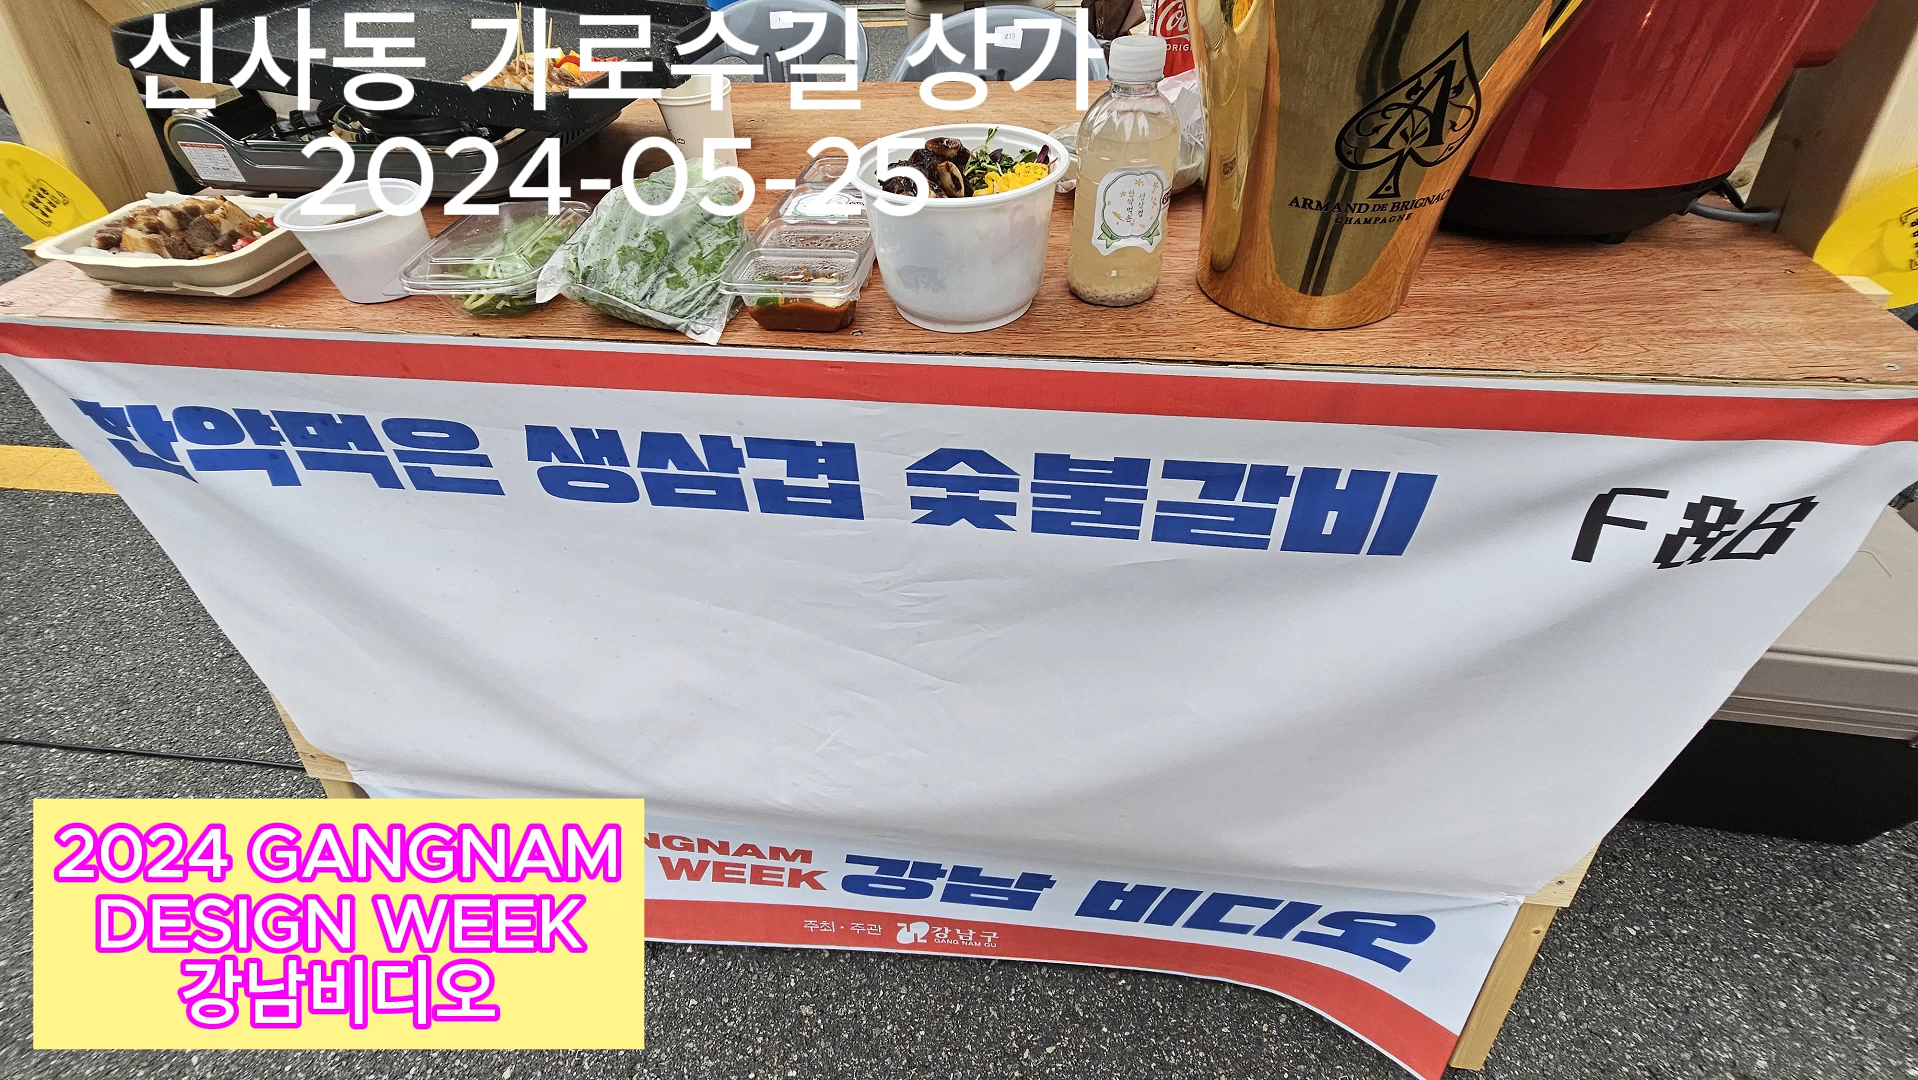 신사동 가로수길 상가
2024-05-25
ORIGI
A
ARMAND DE BRIGNAC
CHAMPAGNE
한약먹은 생삼겹 숯불갈비
F&B
2024 GANGNAM
DESIGN WEEK
강남비디오
NGNAM
WEEK
강남 비디오
주최·주관
강남구
GANG NAM GU